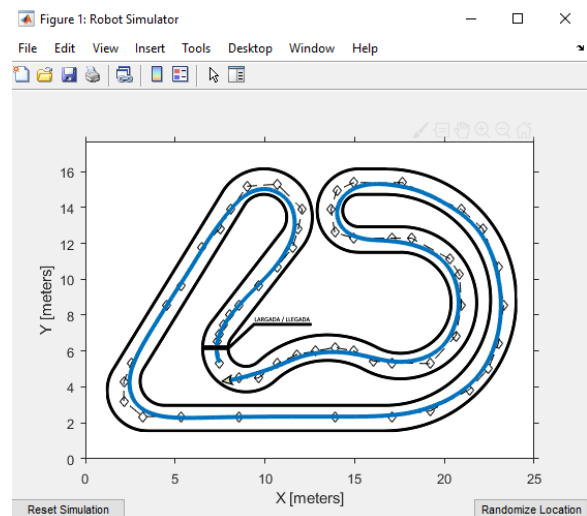 Figure 1: Robot Simulator
File Edit View Insert Tools Desktop Window Help
16
14
12
10
8
6
4
2
0
Y [meters]
LARGADA / LLEGADA
0 5 10 15 20 25
X [meters]
Reset Simulation
Randomize Location